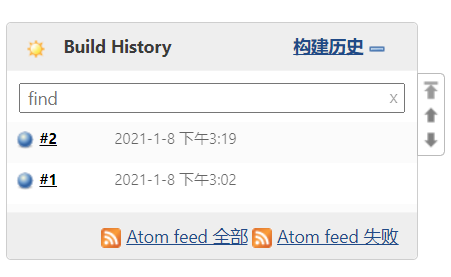 Build History 构建历史
find x
#2 2021-1-8 下午3:19
#1 2021-1-8 下午3:02
Atom feed 全部 Atom feed 失败